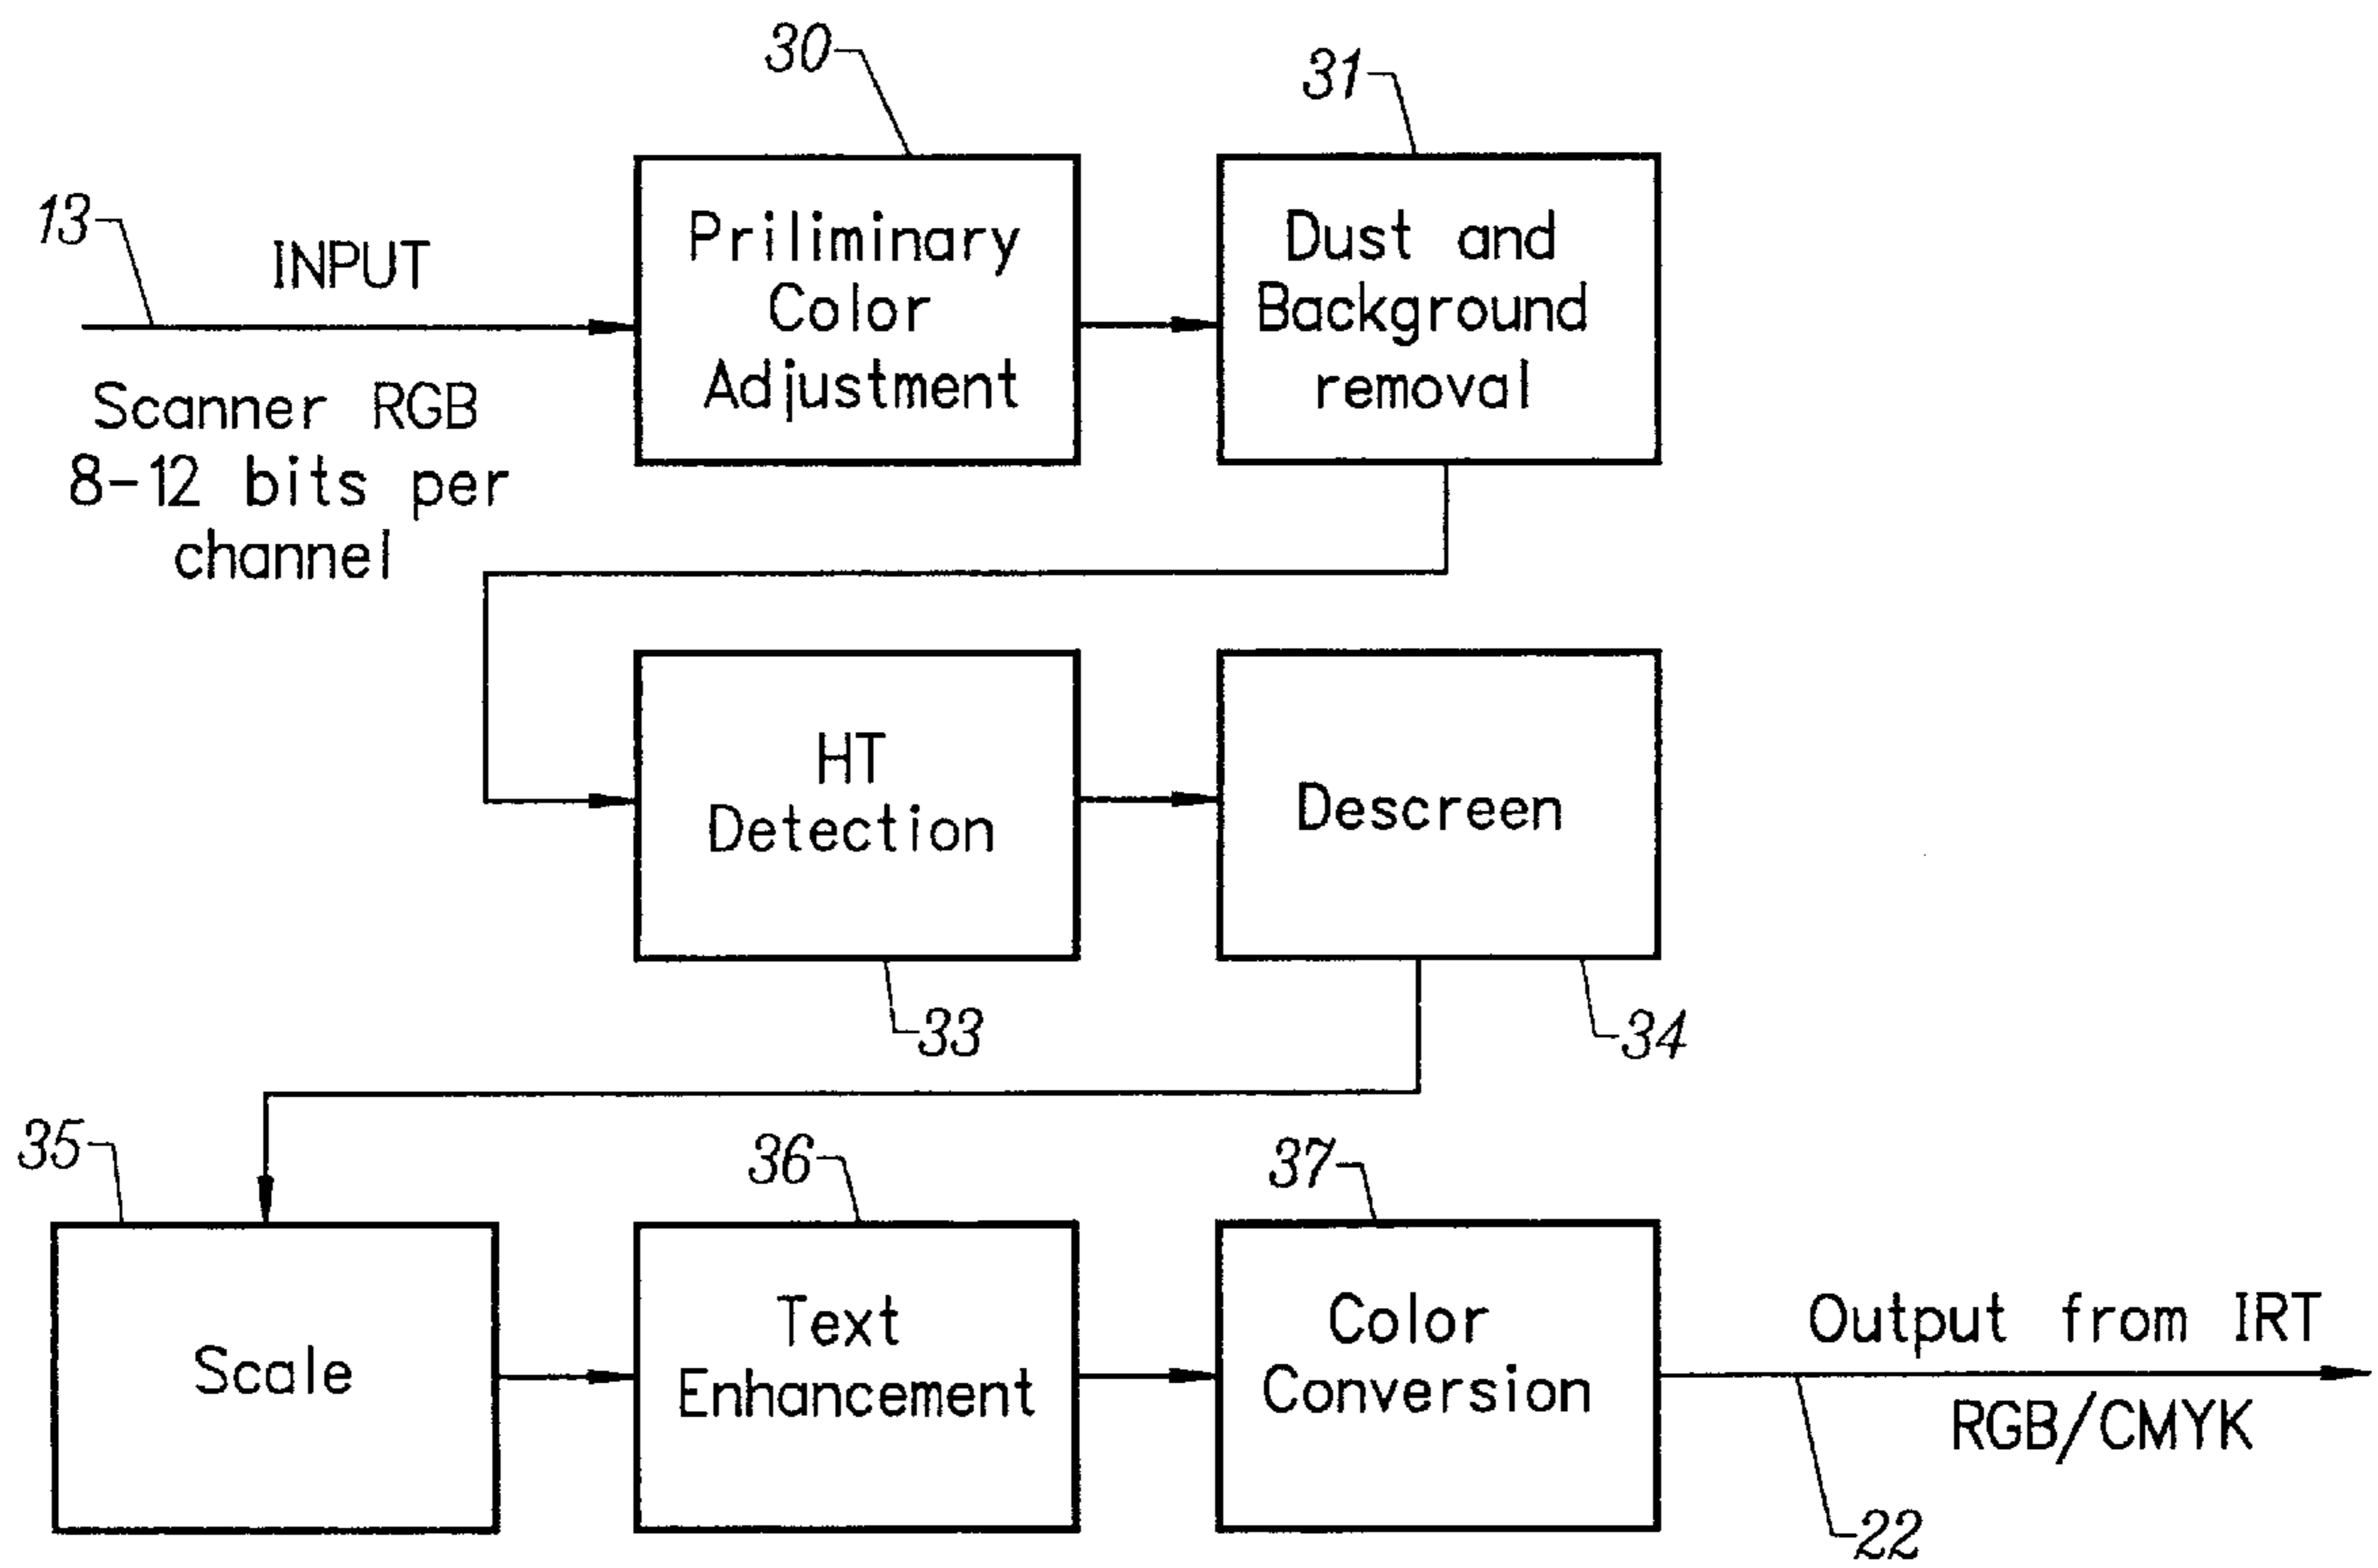 30
31
13
INPUT
Priliminary
Color
Adjustment
Dust and
Background
removal
Scanner RGB
8-12 bits per
channel
HT
Detection
Descreen
33
34
35
36
37
Scale
Text
Enhancement
Color
Conversion
Output from IRT
RGB/CMYK
22